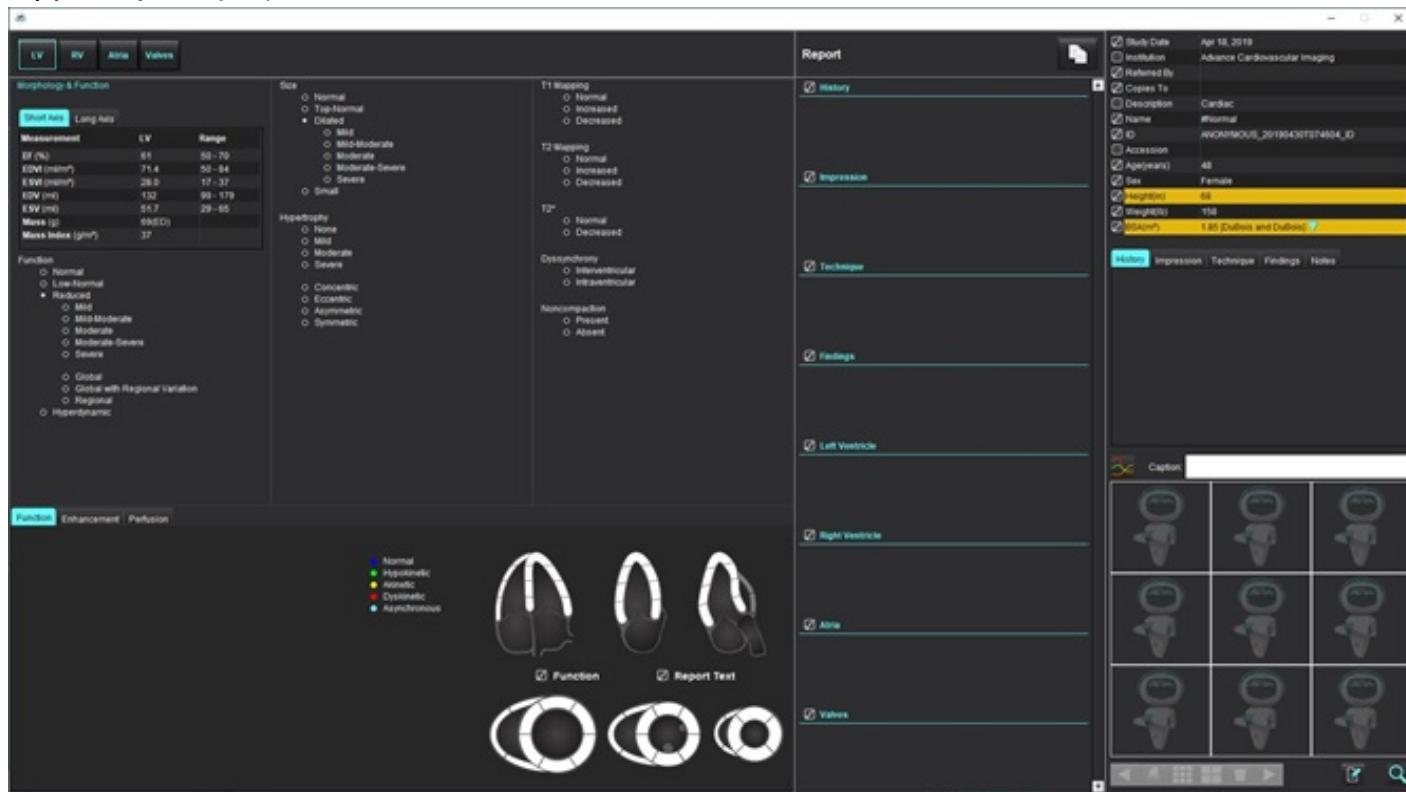 LV RV Atria Valves
Morphology & Function
Short Axis Long Axis
Measurement LV Range
EF (%) 61 50 - 70
EDVI (ml/m²) 71.4 50 - 84
ESVI (ml/m²) 28.0 17 - 37
EDV (ml) 132 99 - 179
ESV (ml) 51.7 29 - 65
Mass (g) 69(ED)
Mass Index (g/m²) 37
Function
Normal
Low-Normal
Reduced
Mild
Mild-Moderate
Moderate
Moderate-Severe
Severe
Global
Global with Regional Variation
Regional
Hyperdynamic
Size
Normal
Top-Normal
Dilated
Mild
Mild-Moderate
Moderate
Moderate-Severe
Severe
Small
Hypertrophy
None
Mild
Moderate
Severe
Concentric
Eccentric
Asymmetric
Symmetric
T1 Mapping
Normal
Increased
Decreased
T2 Mapping
Normal
Increased
Decreased
T2*
Normal
Decreased
Dyssynchrony
Interventricular
Intraventricular
Noncompaction
Present
Absent
Function Enhancement Perfusion
Normal
Hypokinetic
Akinetic
Dyskinetic
Asynchronous
Function Report Text
Report
History
Impression
Technique
Findings
Left Ventricle
Right Ventricle
Atria
Valves
Study Date Apr 18, 2019
Institution Advance Cardiovascular Imaging
Referred By
Copies To
Description Cardiac
Name #Normal
ID ANONYMOUS_20190430T074604_ID
Accession
Age(years) 48
Sex Female
Height(in) 68
Weight(lb) 158
BSA(m²) 1.85 [DuBois and DuBois]
History Impression Technique Findings Notes
Caption: